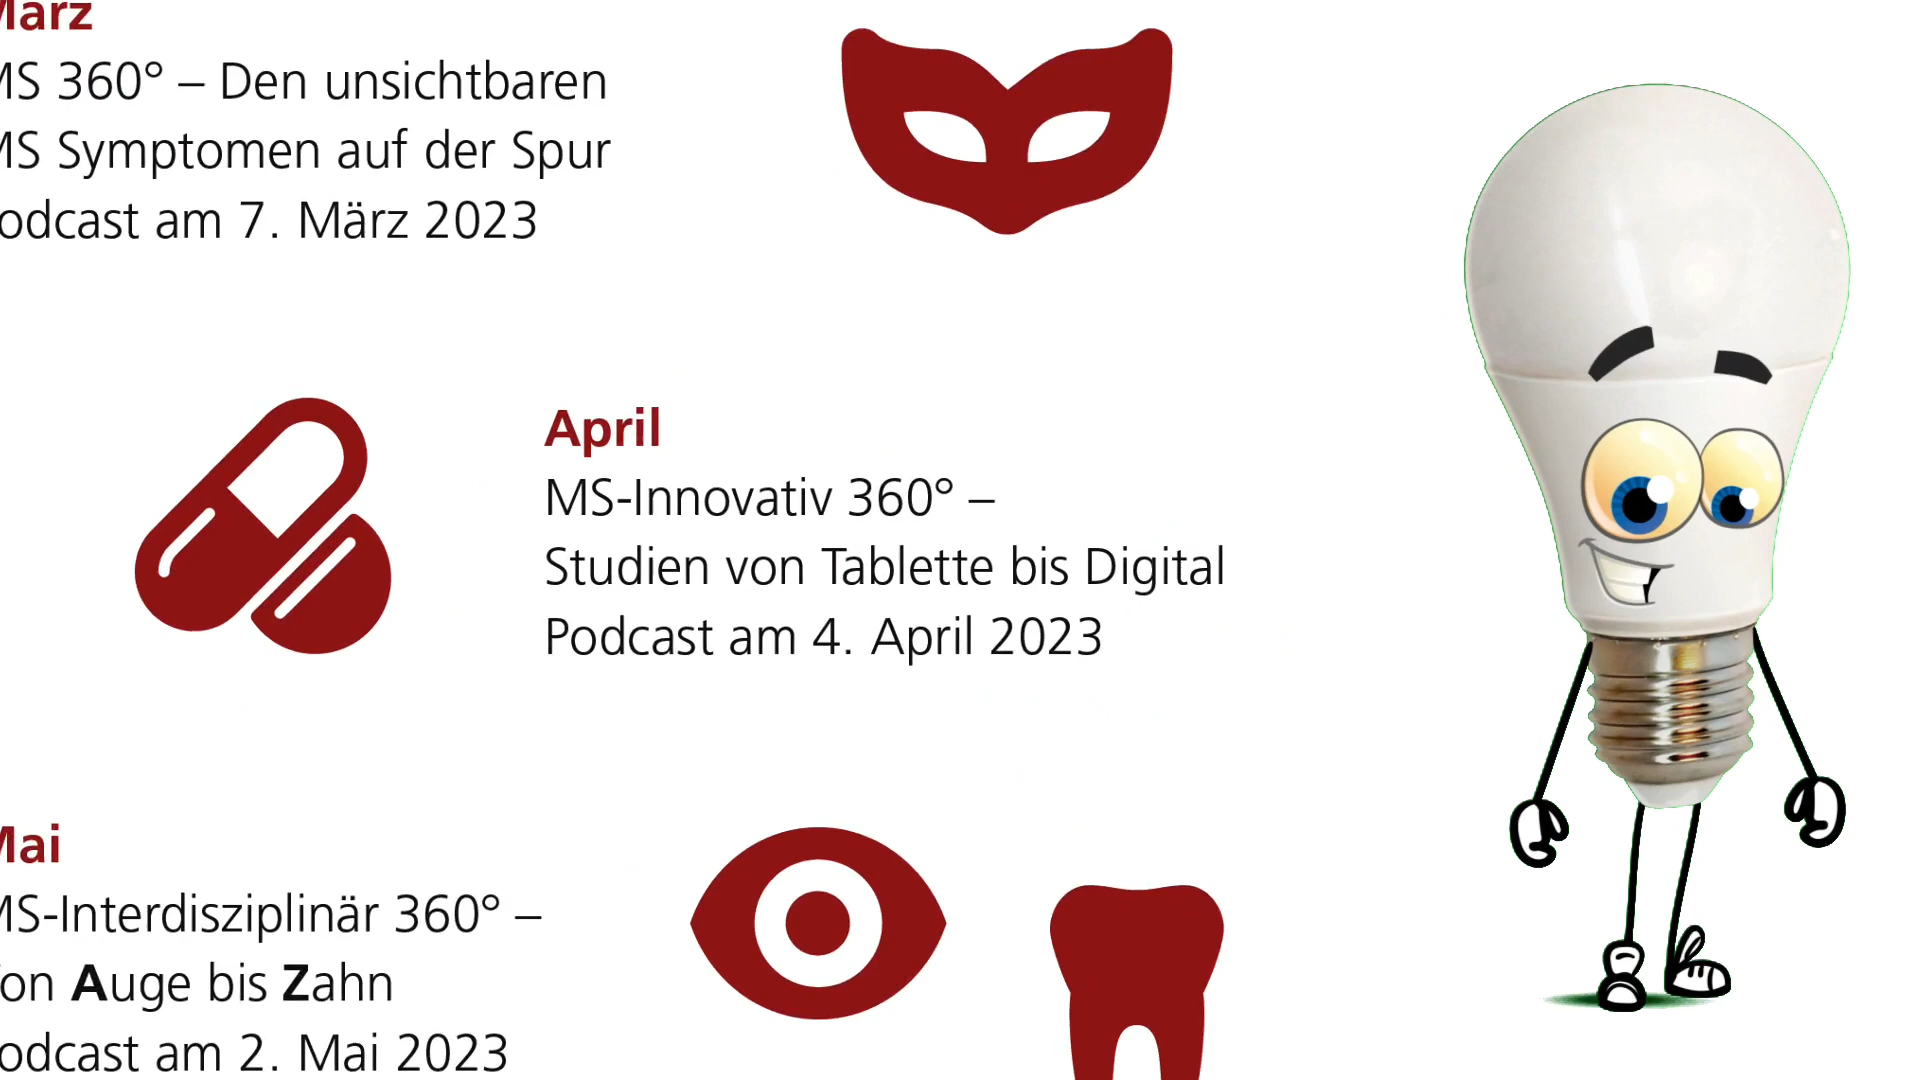 März
MS 360° – Den unsichtbaren
MS Symptomen auf der Spur
Podcast am 7. März 2023
April
MS-Innovativ 360° –
Studien von Tablette bis Digital
Podcast am 4. April 2023
Mai
MS-Interdisziplinär 360° –
Von Auge bis Zahn
Podcast am 2. Mai 2023